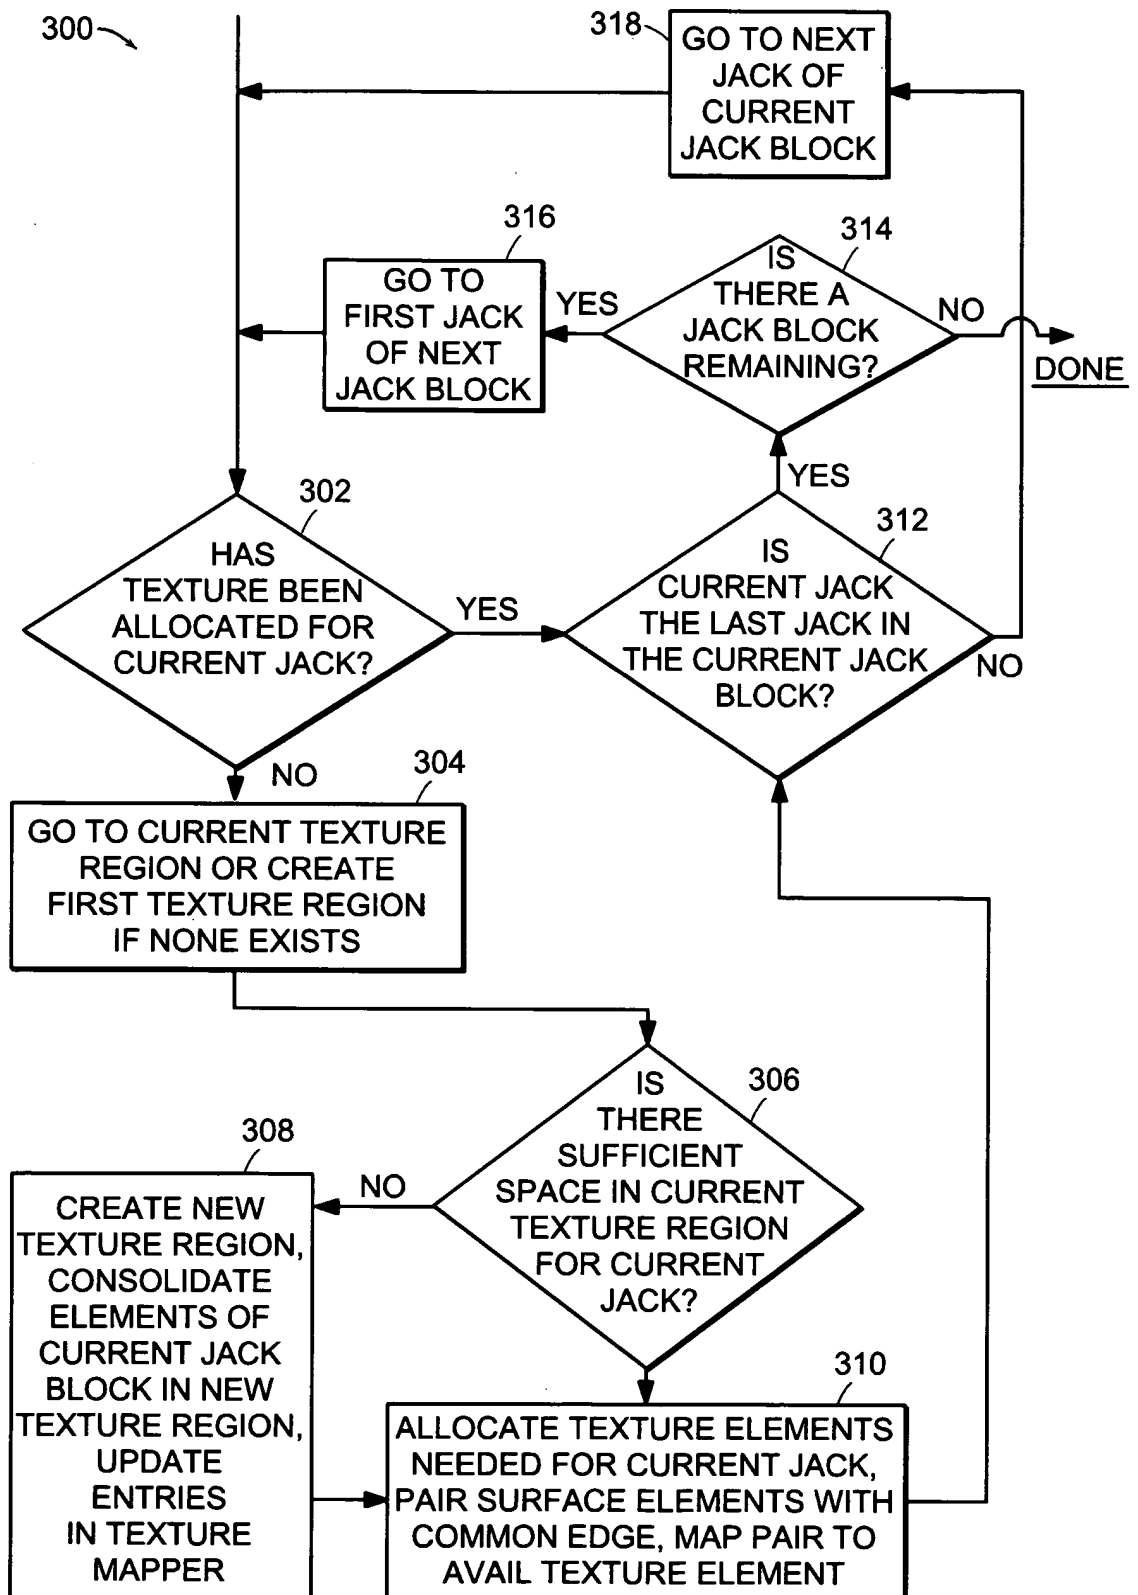 300
318
GO TO NEXT
JACK OF
CURRENT
JACK BLOCK
316
GO TO
FIRST JACK
OF NEXT
JACK BLOCK
YES
314
IS
THERE A
JACK BLOCK
REMAINING?
NO
DONE
YES
302
HAS
TEXTURE BEEN
ALLOCATED FOR
CURRENT JACK?
YES
312
IS
CURRENT JACK
THE LAST JACK IN
THE CURRENT JACK
BLOCK?
NO
NO
304
GO TO CURRENT TEXTURE
REGION OR CREATE
FIRST TEXTURE REGION
IF NONE EXISTS
306
IS
THERE
SUFFICIENT
SPACE IN CURRENT
TEXTURE REGION
FOR CURRENT
JACK?
NO
308
CREATE NEW
TEXTURE REGION,
CONSOLIDATE
ELEMENTS OF
CURRENT JACK
BLOCK IN NEW
TEXTURE REGION,
UPDATE
ENTRIES
IN TEXTURE
MAPPER
310
ALLOCATE TEXTURE ELEMENTS
NEEDED FOR CURRENT JACK,
PAIR SURFACE ELEMENTS WITH
COMMON EDGE, MAP PAIR TO
AVAIL TEXTURE ELEMENT